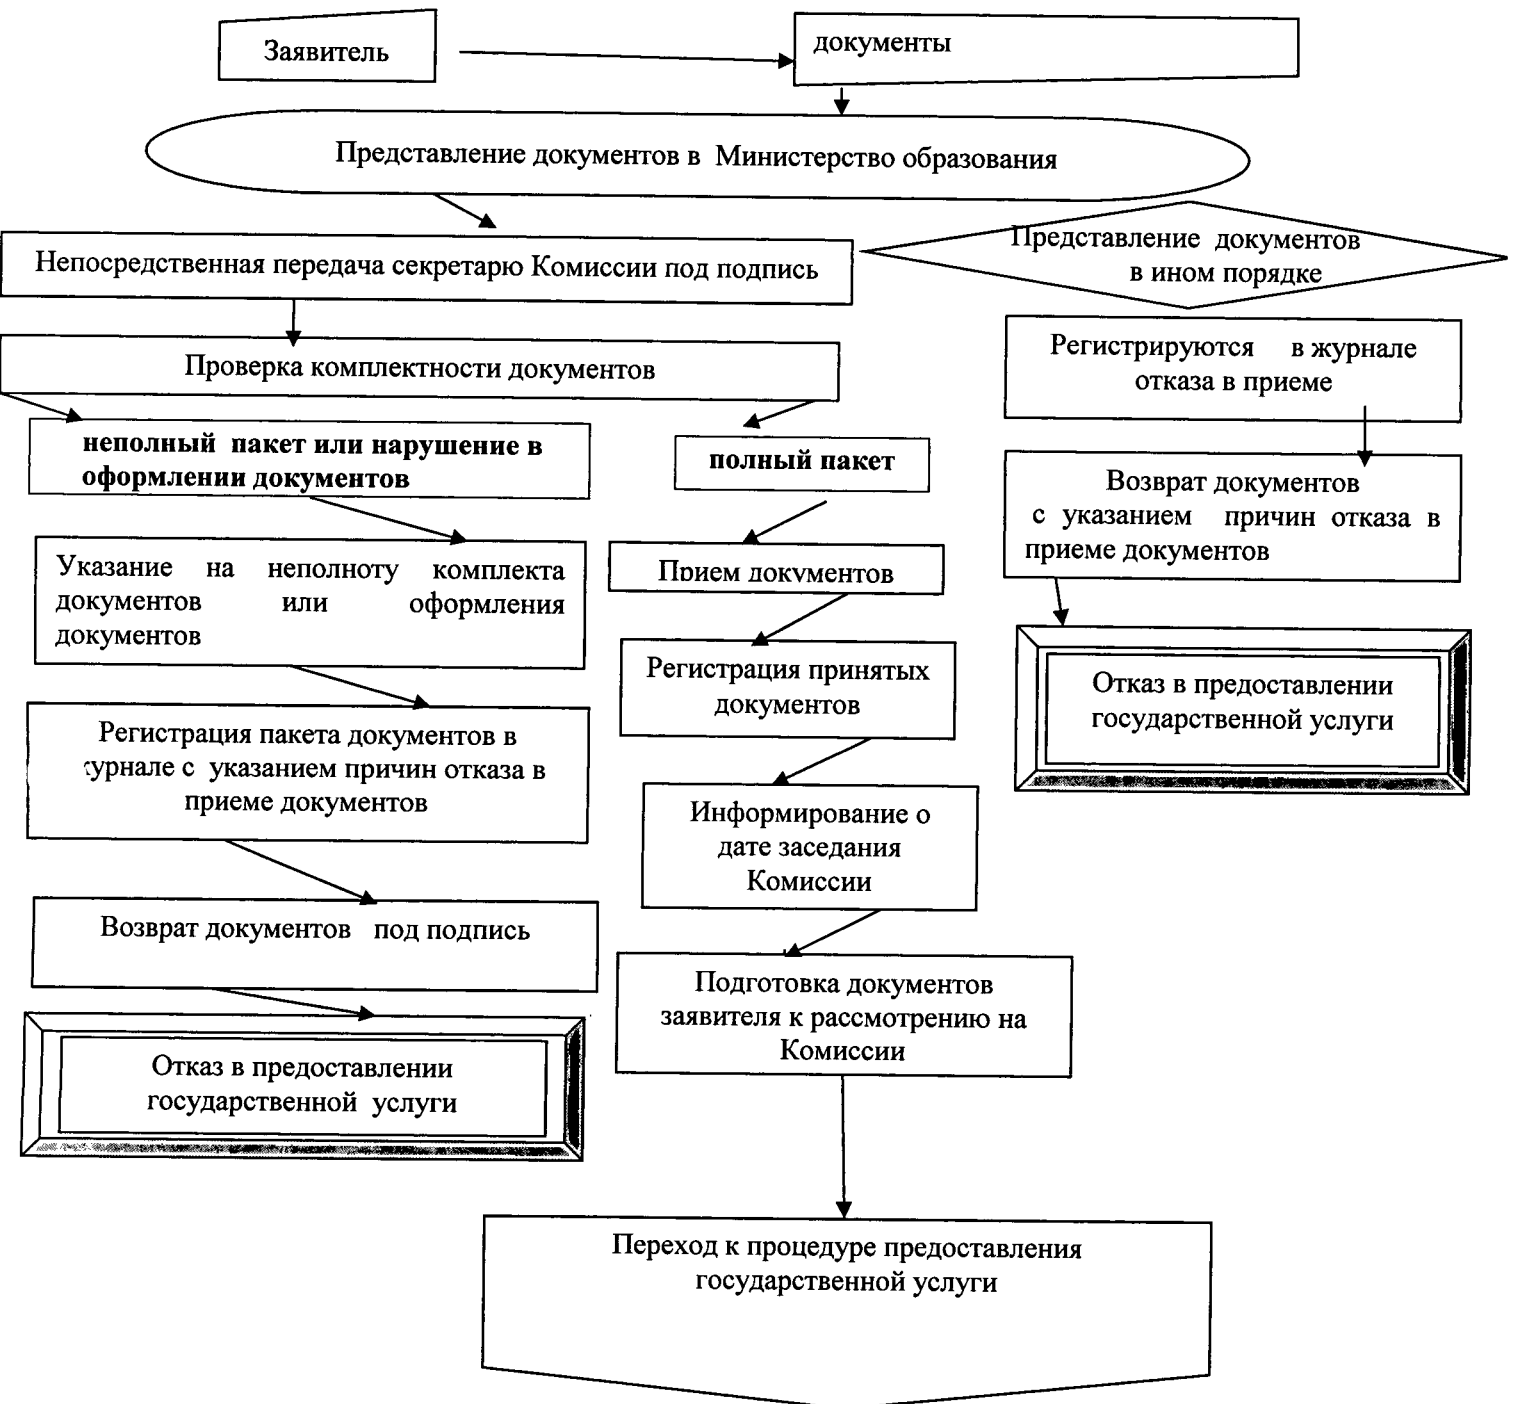 Заявитель
документы
Представление документов в Министерство образования
Непосредственная передача секретарю Комиссии под подпись
Представление документов
в ином порядке
Проверка комплектности документов
Регистрируются в журнале
отказа в приеме
неполный пакет или нарушение в
оформлении документов
полный пакет
Возврат документов
с указанием причин отказа в
приеме документов
Указание на неполноту комплекта
документов или оформления
документов
Прием документов
Регистрация принятых
документов
Отказ в предоставлении
государственной услуги
Регистрация пакета документов в
урнале с указанием причин отказа в
приеме документов
Информирование о
дате заседания
Комиссии
Возврат документов под подпись
Подготовка документов
заявителя к рассмотрению на
Комиссии
Отказ в предоставлении
государственной услуги
Переход к процедуре предоставления
государственной услуги